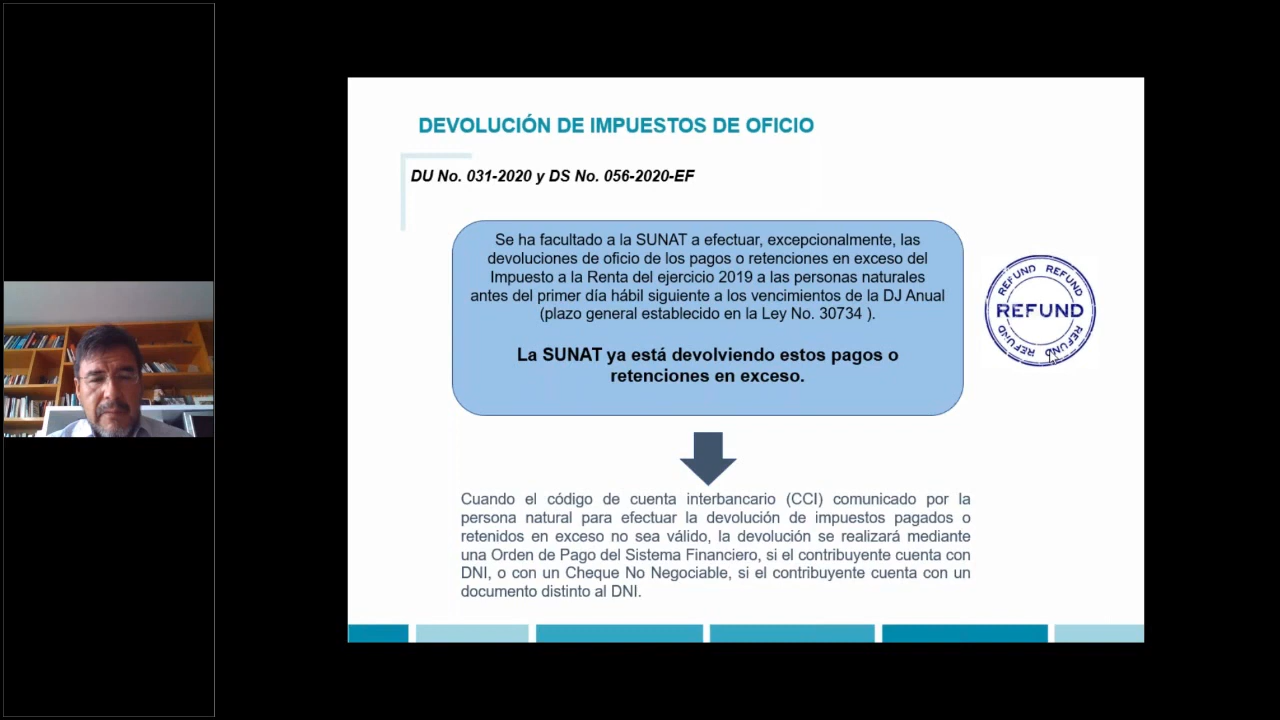 DEVOLUCIÓN DE IMPUESTOS DE OFICIO
DU No. 031-2020 y DS No. 056-2020-EF
Se ha facultado a la SUNAT a efectuar, excepcionalmente, las
devoluciones de oficio de los pagos o retenciones en exceso del
Impuesto a la Renta del ejercicio 2019 a las personas naturales
antes del primer día hábil siguiente a los vencimientos de la DJ Anual
(plazo general establecido en la Ley No. 30734 ).
La SUNAT ya está devolviendo estos pagos o
retenciones en exceso.
REFUND REFUND
REFUND
REFUND REFUND
Cuando el código de cuenta interbancario (CCI) comunicado por la
persona natural para efectuar la devolución de impuestos pagados o
retenidos en exceso no sea válido, la devolución se realizará mediante
una Orden de Pago del Sistema Financiero, si el contribuyente cuenta con
DNI, o con un Cheque No Negociable, si el contribuyente cuenta con un
documento distinto al DNI.